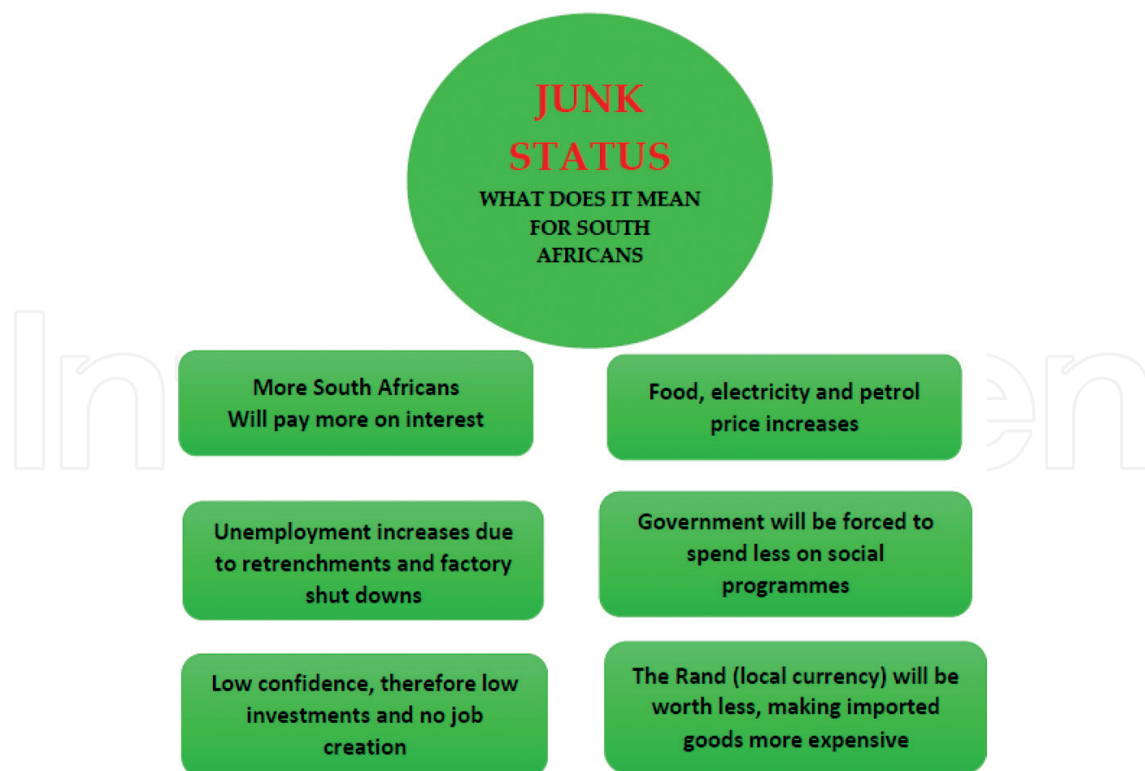 JUNK
STATUS
WHAT DOES IT MEAN
FOR SOUTH
AFRICANS
More South Africans
Will pay more on interest
Food, electricity and petrol
price increases
Unemployment increases due
to retrenchments and factory
shut downs
Government will be forced to
spend less on social
programmes
Low confidence, therefore low
investments and no job
creation
The Rand (local currency) will be
worth less, making imported
goods more expensive